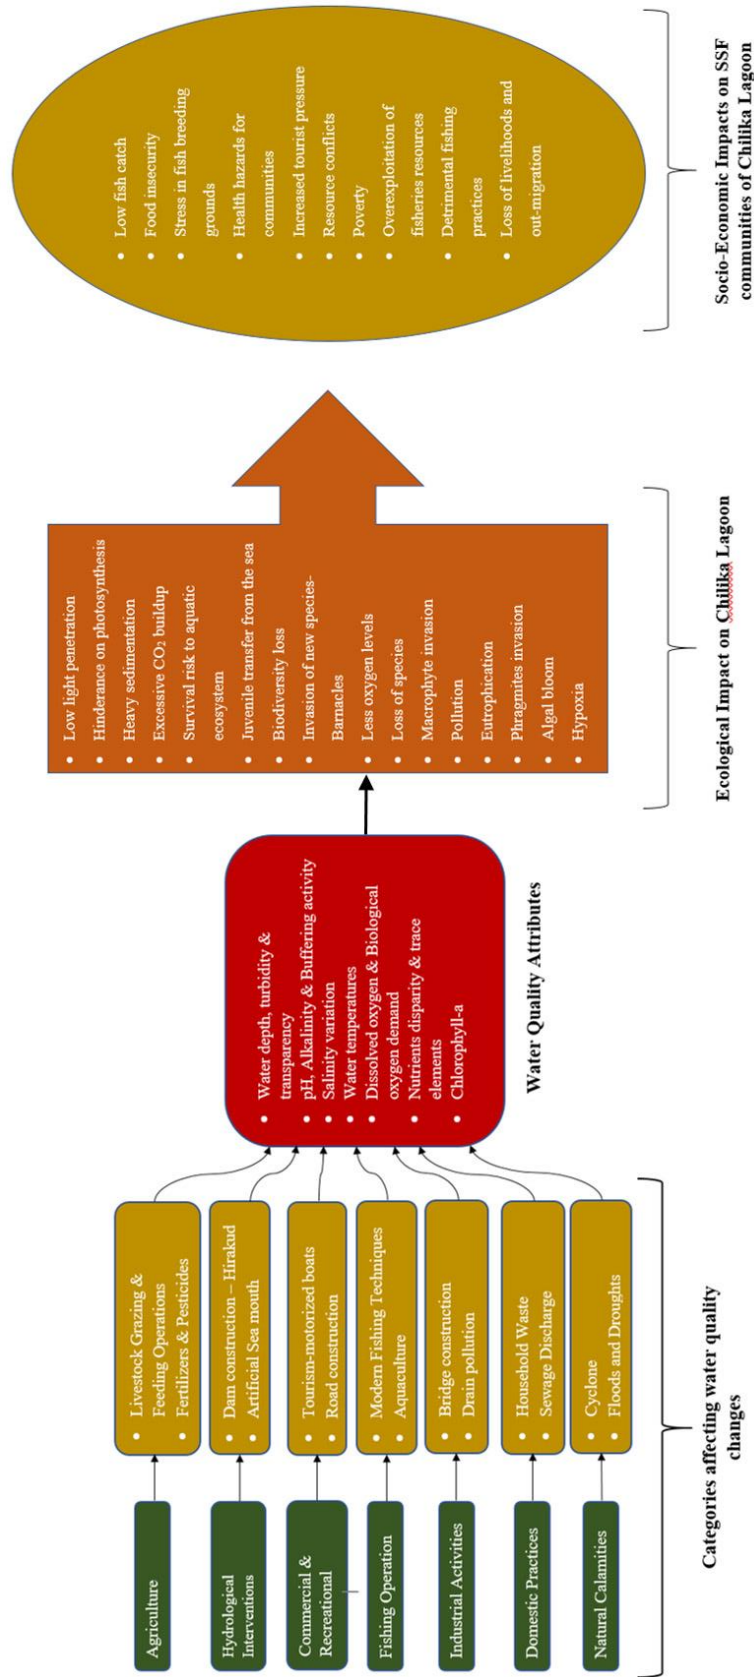 Agriculture
• Livestock Grazing &
Feeding Operations
• Fertilizers & Pesticides
Hydrological
Interventions
• Dam construction – Hirakud
• Artificial Sea mouth
Commercial &
Recreational
• Tourism-motorized boats
• Road construction
Fishing Operation
• Modern Fishing Techniques
• Aquaculture
Industrial Activities
• Bridge construction
• Drain pollution
Domestic Practices
• Household Waste
• Sewage Discharge
Natural Calamities
• Cyclone
• Floods and Droughts
Categories affecting water quality
changes
• Water depth, turbidity &
transparency
• pH, Alkalinity & Buffering activity
• Salinity variation
• Water temperatures
• Dissolved oxygen & Biological
oxygen demand
• Nutrients disparity & trace
elements
• Chlorophyll-a
Water Quality Attributes
• Low light penetration
• Hinderance on photosynthesis
• Heavy sedimentation
• Excessive CO₂ buildup
• Survival risk to aquatic
ecosystem
• Juvenile transfer from the sea
• Biodiversity loss
• Invasion of new species-
Barnacles
• Less oxygen levels
• Loss of species
• Macrophyte invasion
• Pollution
• Eutrophication
• Phragmites invasion
• Algal bloom
• Hypoxia
Ecological Impact on Chilika Lagoon
• Low fish catch
• Food insecurity
• Stress in fish breeding
grounds
• Health hazards for
communities
• Increased tourist pressure
• Resource conflicts
• Poverty
• Overexploitation of
fisheries resources
• Detrimental fishing
practices
• Loss of livelihoods and
out-migration
Socio-Economic Impacts on SSF
communities of Chilika Lagoon